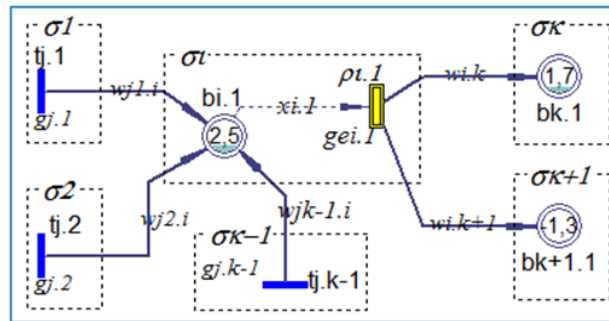 σ1
tj.1
gj.1
wj1.i
σι
bi.1
2,5
xi.1
ρι.1
gei.1
wi.k
σκ
1,7
bk.1
σ2
tj.2
gj.2
wj2.i
σκ–1
gj.k-1
wjk-1.i
tj.k-1
wi.k+1
σκ+1
-1,3
bk+1.1